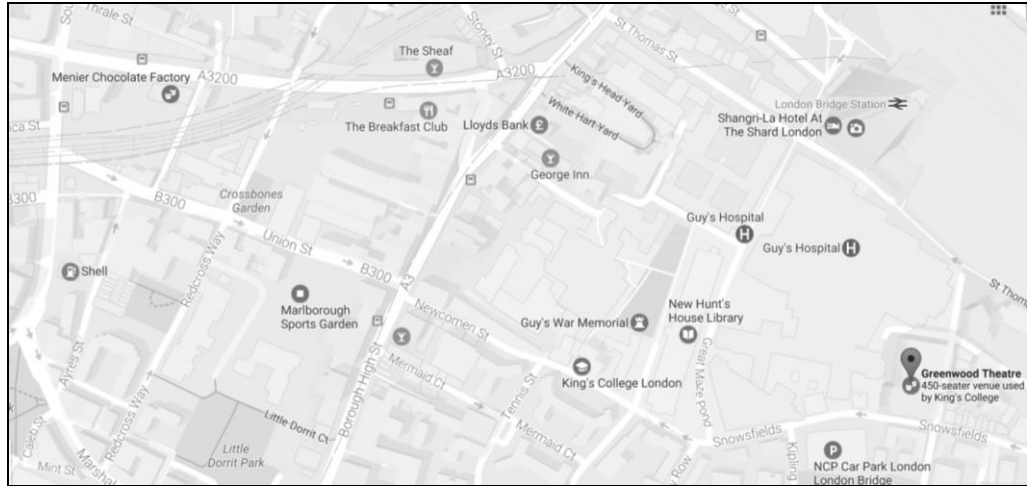 Thrale St
The Sheaf
Stoney St
St Thomas St
Menier Chocolate Factory
A3200
A3200
King's Head Yard
White Hart Yard
The Breakfast Club
Lloyds Bank
London Bridge Station
Shangri-La Hotel At
The Shard London
George Inn
B300
B300
Crossbones
Garden
Union St
B300
Guy's Hospital
Guy's Hospital
Shell
Redcross Way
A3
Marlborough
Sports Garden
Newcomen St
Guy's War Memorial
New Hunt's
House Library
St Thom
Great Maze Pond
Mermaid Ct
King's College London
Greenwood Theatre
450-seater venue used
by King's College
Ayres St
Borough High St
Tennis St
Redcross Way
Little Dorrit Ct
Mermaid Ct
Snowsfields
Snowsfields
Caleb St
Little
Dorrit Park
Mint St
Marshal
Row
Kipling
P
NCP Car Park London
London Bridge